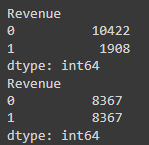 Revenue
0 10422
1 1908
dtype: int64
Revenue
0 8367
1 8367
dtype: int64